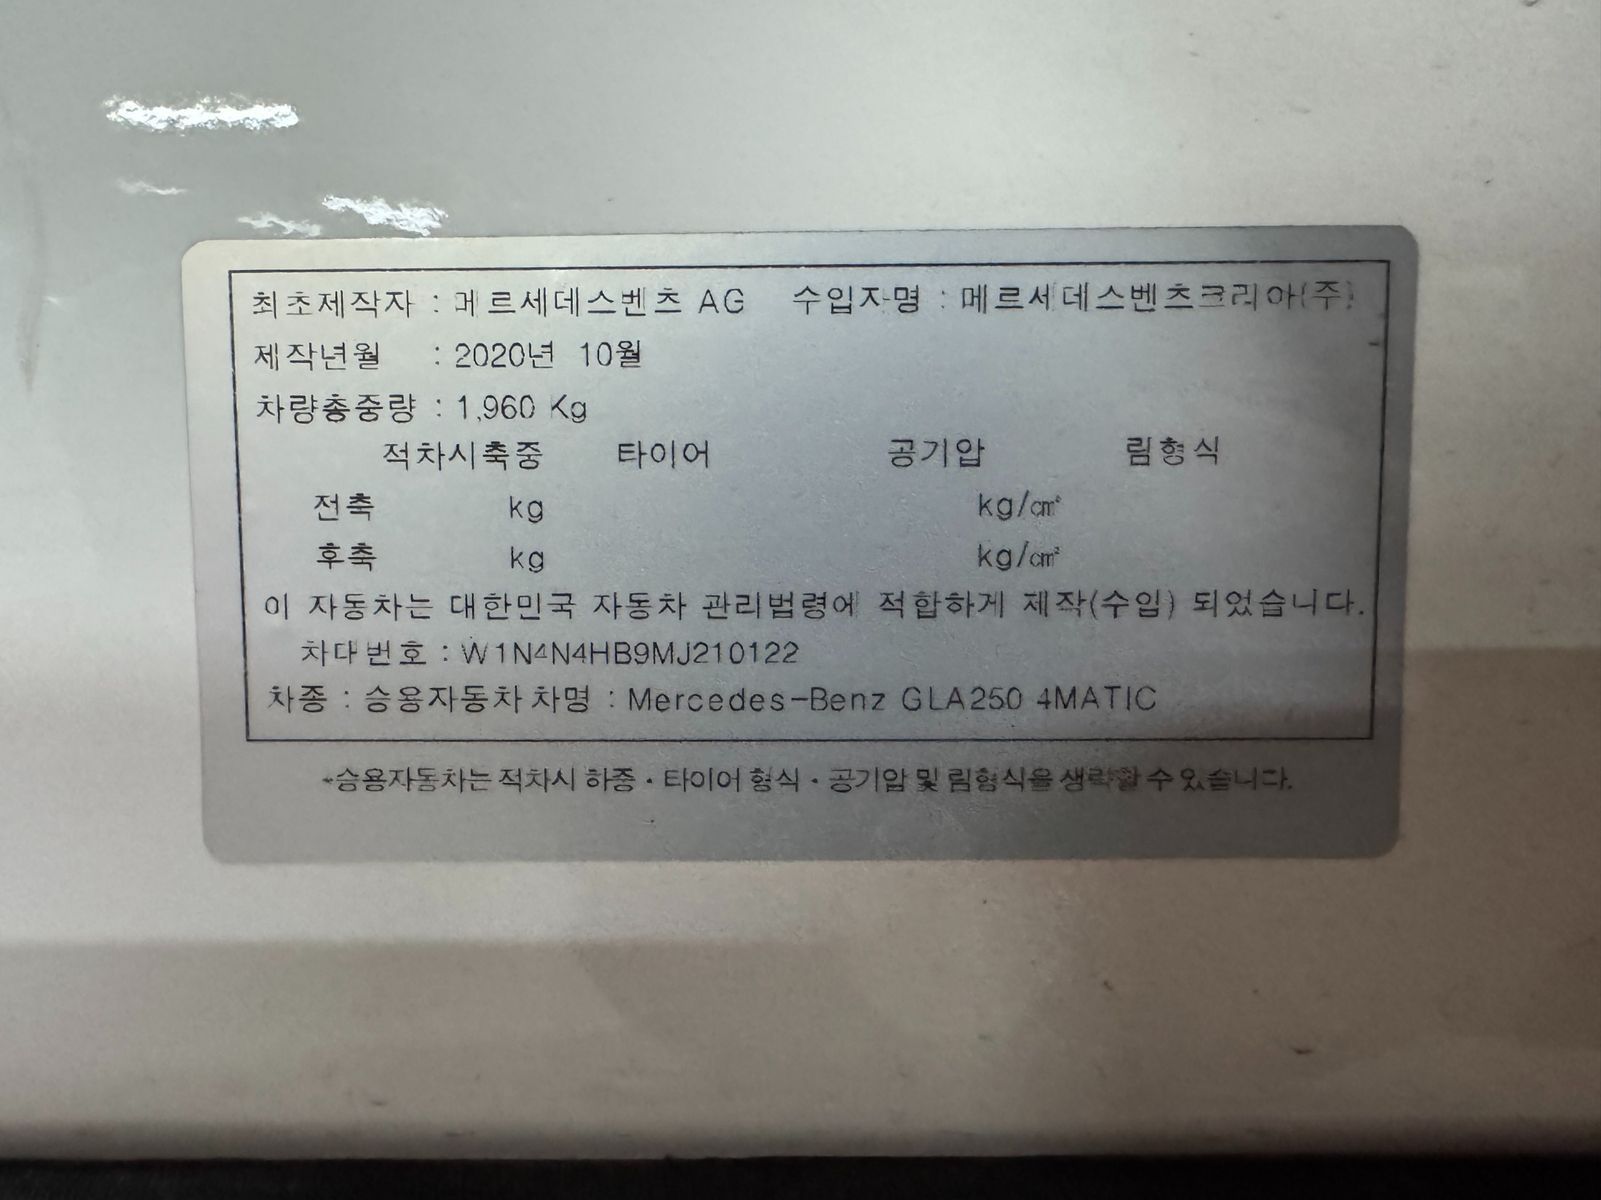 최초제작자 : 메르세데스벤츠 AG 수입자명 : 메르세데스벤츠코리아(주)
제작년월 : 2020년 10월
차량총중량 : 1,960 Kg
적차시축중 타이어 공기압 림형식
전축 kg kg/㎠
후축 kg kg/㎠
이 자동차는 대한민국 자동차 관리법령에 적합하게 제작(수입) 되었습니다.
차대번호 : W1N4N4HB9MJ210122
차종 : 승용자동차 차명 : Mercedes-Benz GLA250 4MATIC
*승용자동차는 적차시 하중·타이어 형식·공기압 및 림형식을 생략할 수 있습니다.